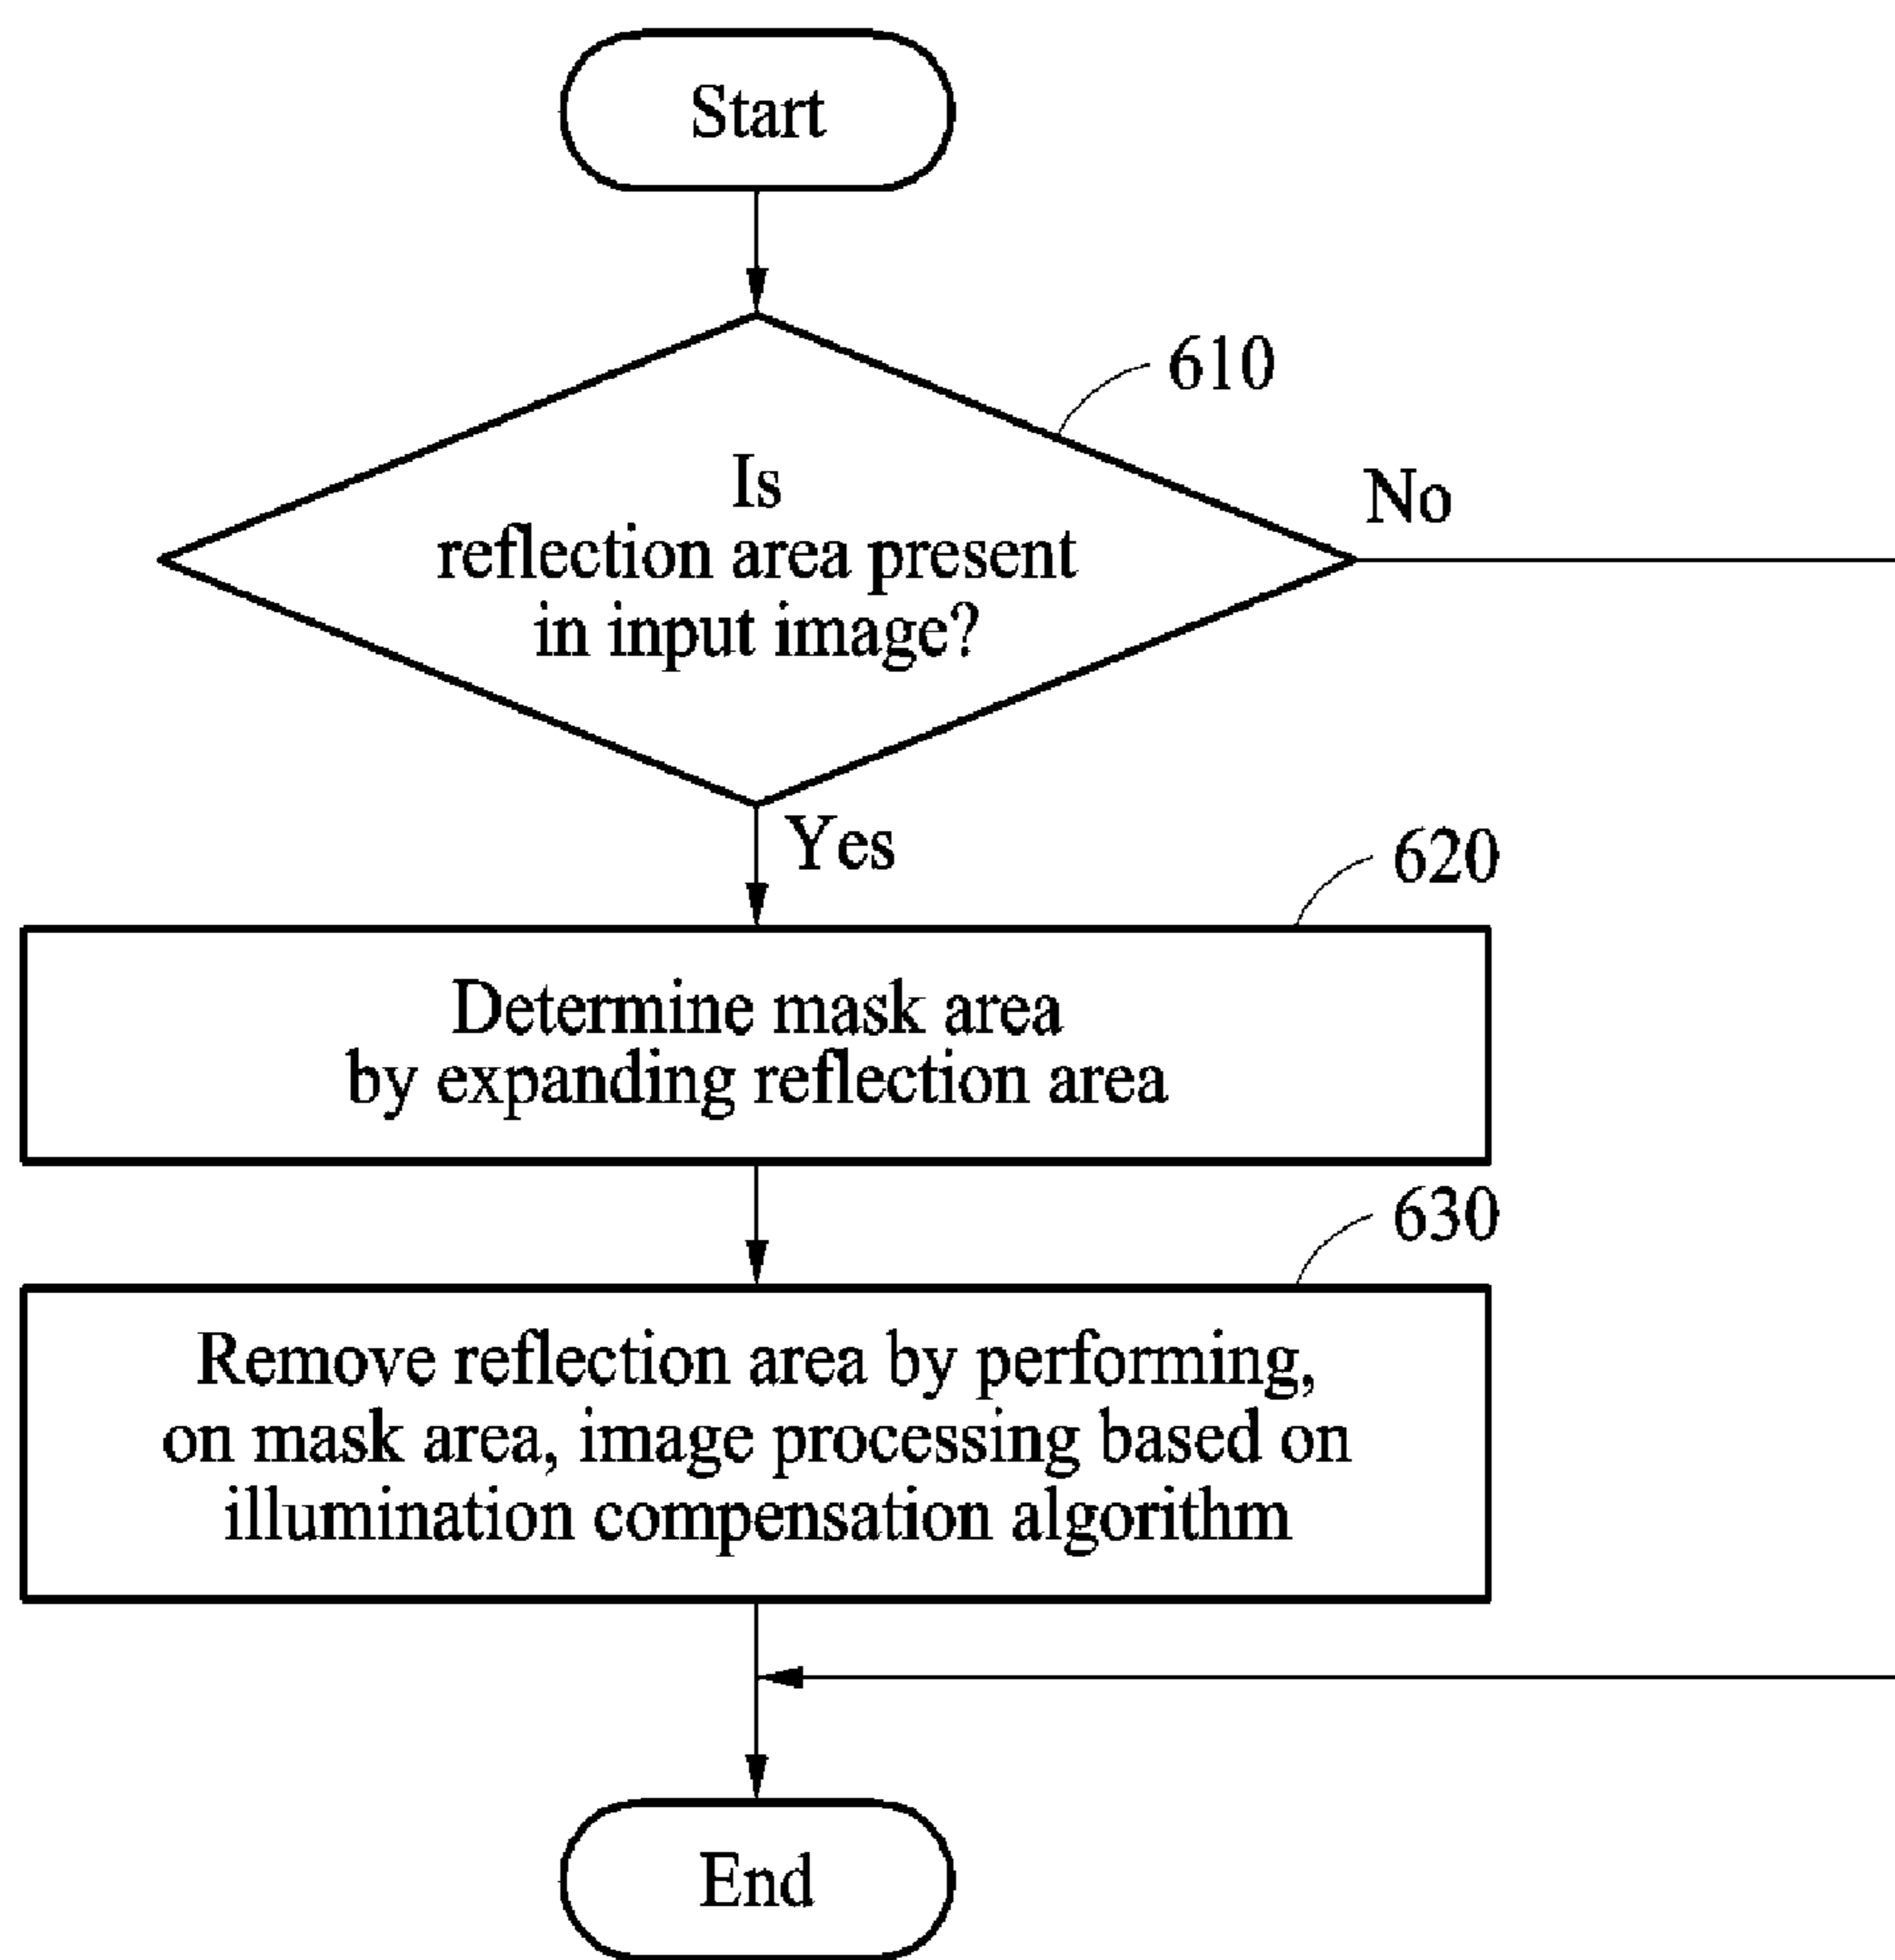 Start
610
Is
reflection area present
in input image?
No
Yes
620
Determine mask area
by expanding reflection area
630
Remove reflection area by performing,
on mask area, image processing based on
illumination compensation algorithm
End